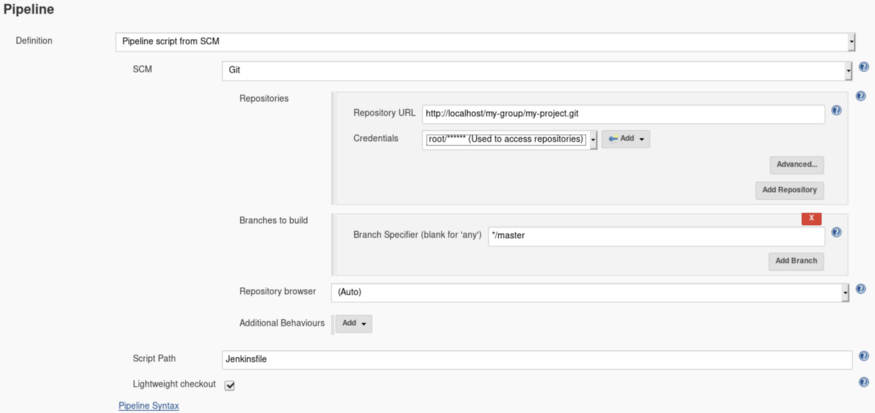 Pipeline
Definition
Pipeline script from SCM
SCM
Git
Repositories
Repository URL
http://localhost/my-group/my-project.git
Credentials
root/****** (Used to access repositories)
Add
Advanced...
Add Repository
Branches to build
X
Branch Specifier (blank for 'any')
*/master
Add Branch
Repository browser
(Auto)
Additional Behaviours
Add
Script Path
Jenkinsfile
Lightweight checkout
Pipeline Syntax